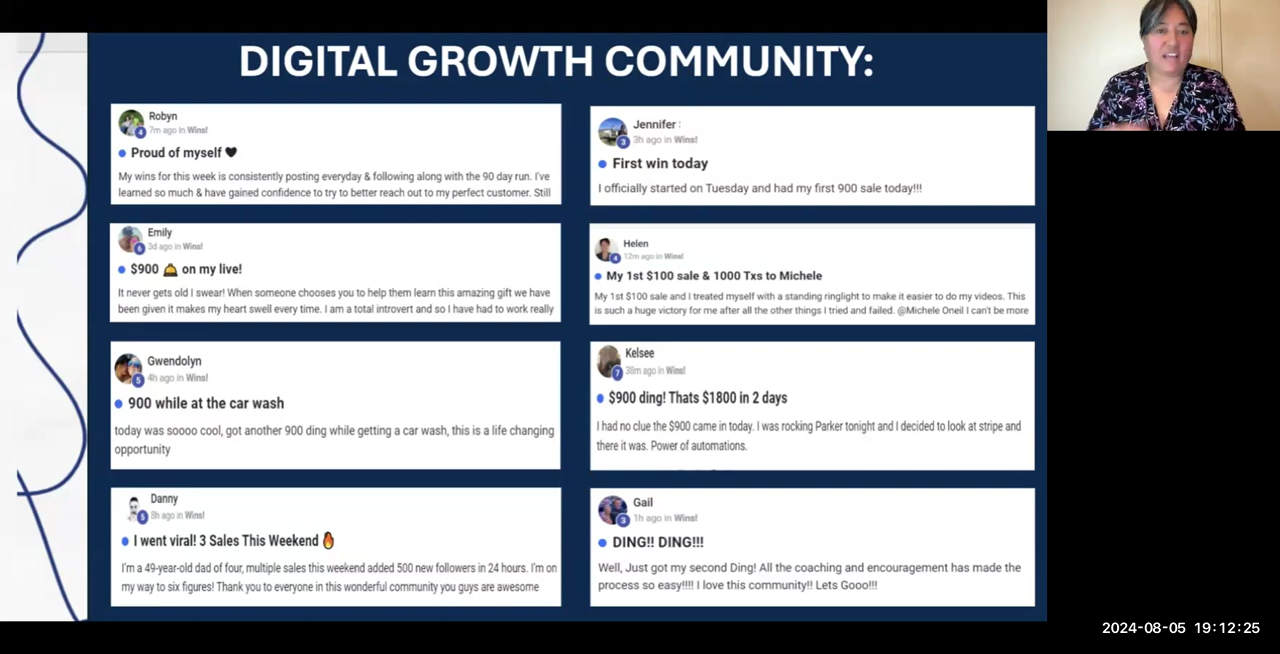 DIGITAL GROWTH COMMUNITY:
Robyn
4
7m ago in Wins!
Proud of myself 🖤
My wins for this week is consistently posting everyday & following along with the 90 day run. I've
learned so much & have gained confidence to try to better reach out to my perfect customer. Still
Jennifer :
3
3h ago in Wins!
First win today
I officially started on Tuesday and had my first 900 sale today!!!
Emily
6
3d ago in Wins!
$900 🛎️ on my live!
It never gets old I swear! When someone chooses you to help them learn this amazing gift we have
been given it makes my heart swell every time. I am a total introvert and so I have had to work really
Helen
4
12m ago in Wins!
My 1st $100 sale & 1000 Txs to Michele
My 1st $100 sale and I treated myself with a standing ringlight to make it easier to do my videos. This
is such a huge victory for me after all the other things I tried and failed. @Michele Oneil I can't be more
Gwendolyn
5
4h ago in Wins!
900 while at the car wash
today was soooo cool, got another 900 ding while getting a car wash, this is a life changing
opportunity
Kelsee
7
38m ago in Wins!
$900 ding! Thats $1800 in 2 days
I had no clue the $900 came in today. I was rocking Parker tonight and I decided to look at stripe and
there it was. Power of automations.
Danny
5
8h ago in Wins!
I went viral! 3 Sales This Weekend 🔥
I'm a 49-year-old dad of four, multiple sales this weekend added 500 new followers in 24 hours. I'm on
my way to six figures! Thank you to everyone in this wonderful community you guys are awesome
Gail
3
1h ago in Wins!
DING!! DING!!!
Well, Just got my second Ding! All the coaching and encouragement has made the
process so easy!!!! I love this community!! Lets Gooo!!!
2024-08-05 19:12:25